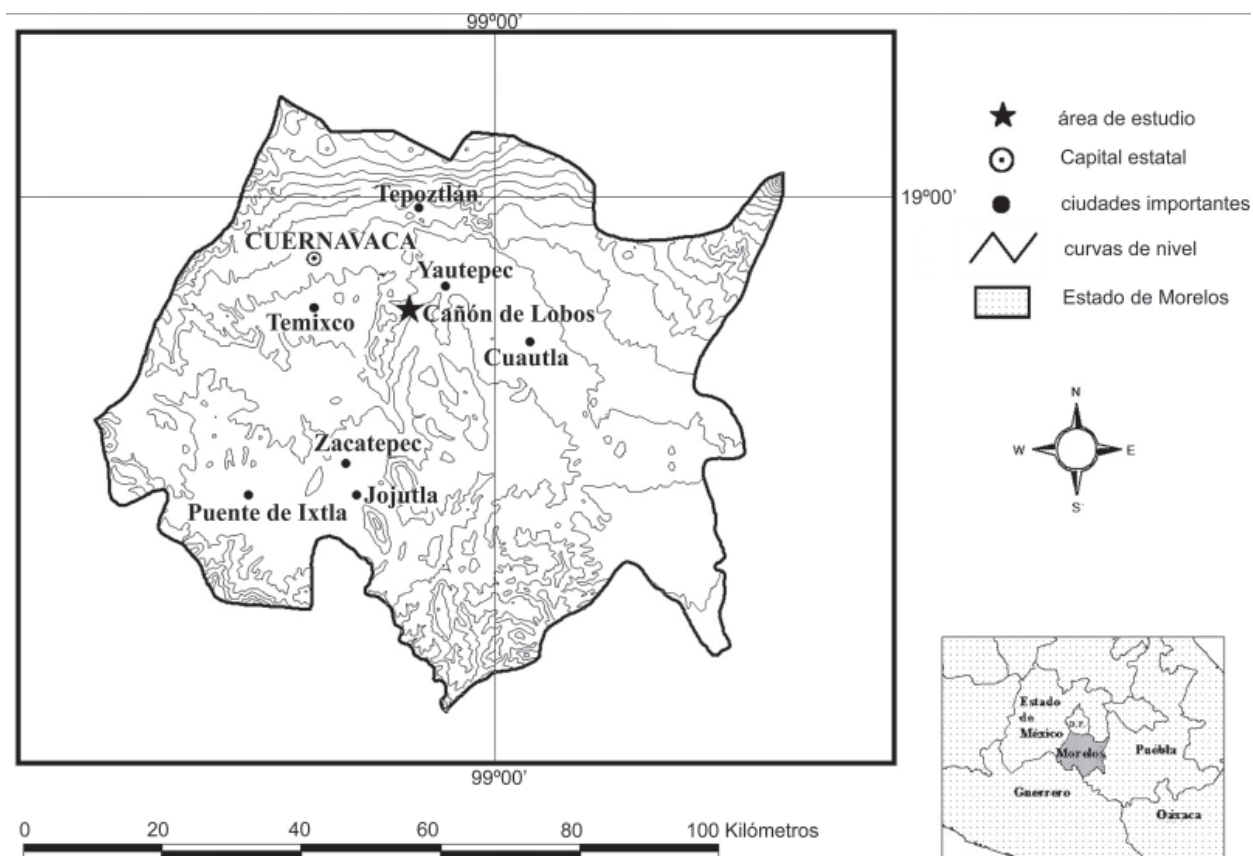 99º00'
19º00'
Tepoztlán
CUERNAVACA
Yautepec
Cañón de Lobos
Temixco
Cuautla
Zacatepec
Jojutla
Puente de Ixtla
99º00'
0 20 40 60 80 100 Kilómetros
área de estudio
Capital estatal
ciudades importantes
curvas de nivel
Estado de Morelos
N
W E
S
Estado
de
México
D.F.
Morelos
Puébla
Guerrero
Oáxaca